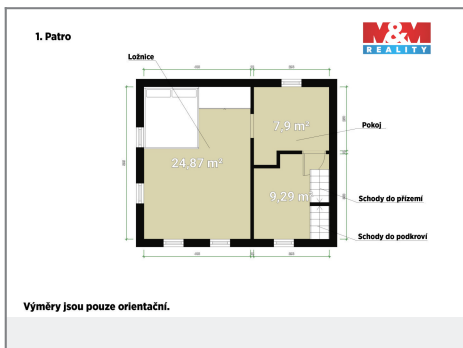 1. Patro
M&M
REALITY
Ložnice
7,9 m²
Pokoj
24,87 m²
9,29 m²
Schody do přízemí
Schody do podkroví
Výměry jsou pouze orientační.